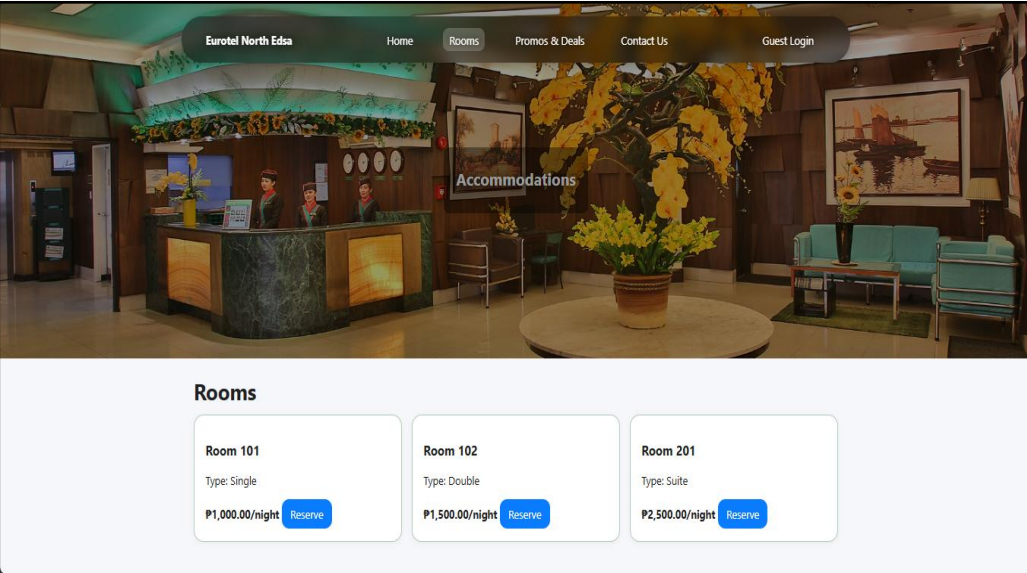 Eurotel North Edsa Home Rooms Promos & Deals Contact Us Guest Login
Accommodations
Rooms
Room 101
Type: Single
₱1,000.00/night Reserve
Room 102
Type: Double
₱1,500.00/night Reserve
Room 201
Type: Suite
₱2,500.00/night Reserve